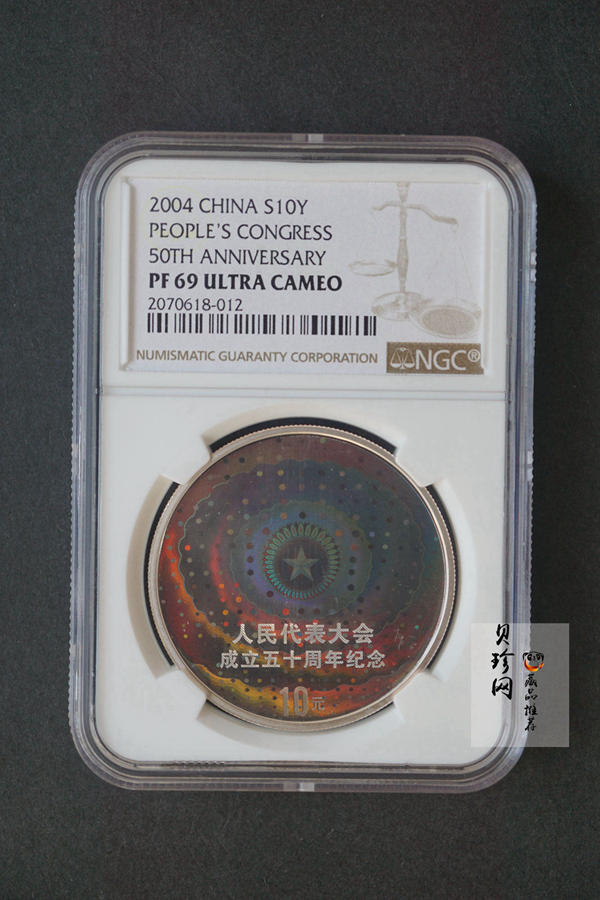 2004 CHINA S10Y
PEOPLE'S CONGRESS
50TH ANNIVERSARY
PF 69 ULTRA CAMEO
2070618-012
NUMISMATIC GUARANTY CORPORATION NGC®
人民代表大会
成立五十周年纪念
10元
贝珍网
藏品推荐